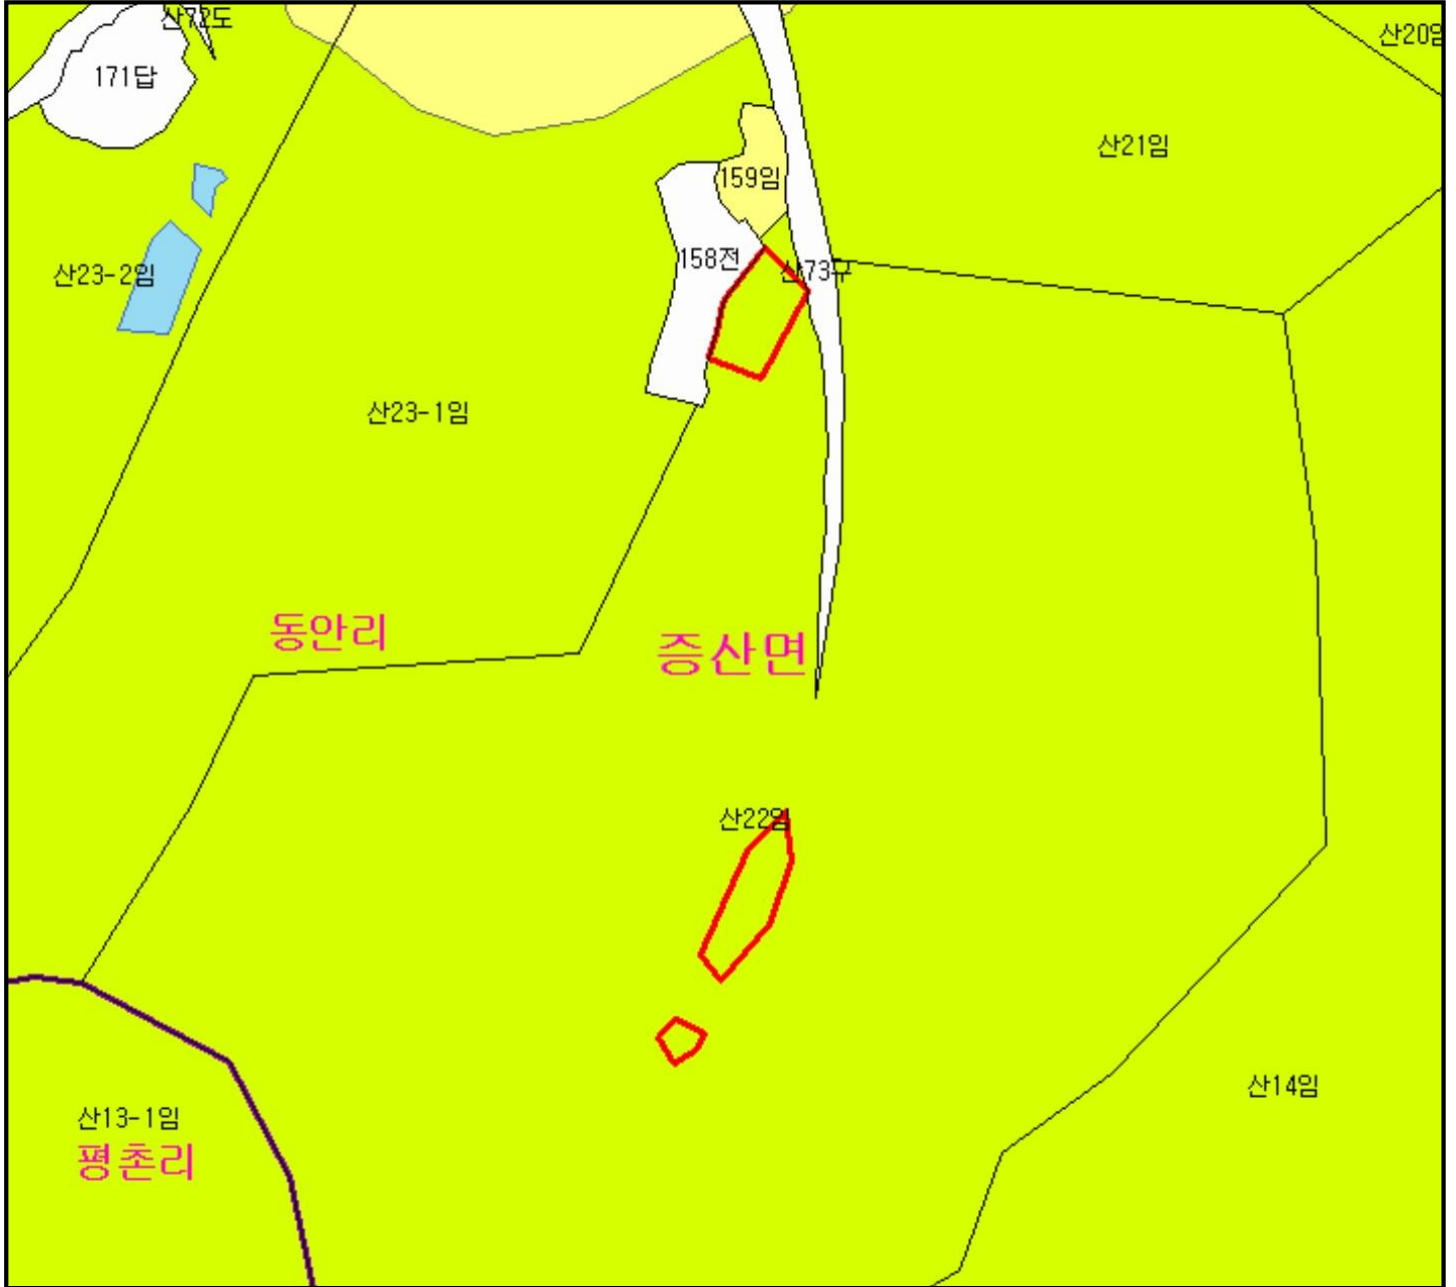 산72도
산20임
171답
산21임
159임
158전
산73구
산23-2임
산23-1임
동안리
증산면
산22임
산14임
산13-1임
평촌리